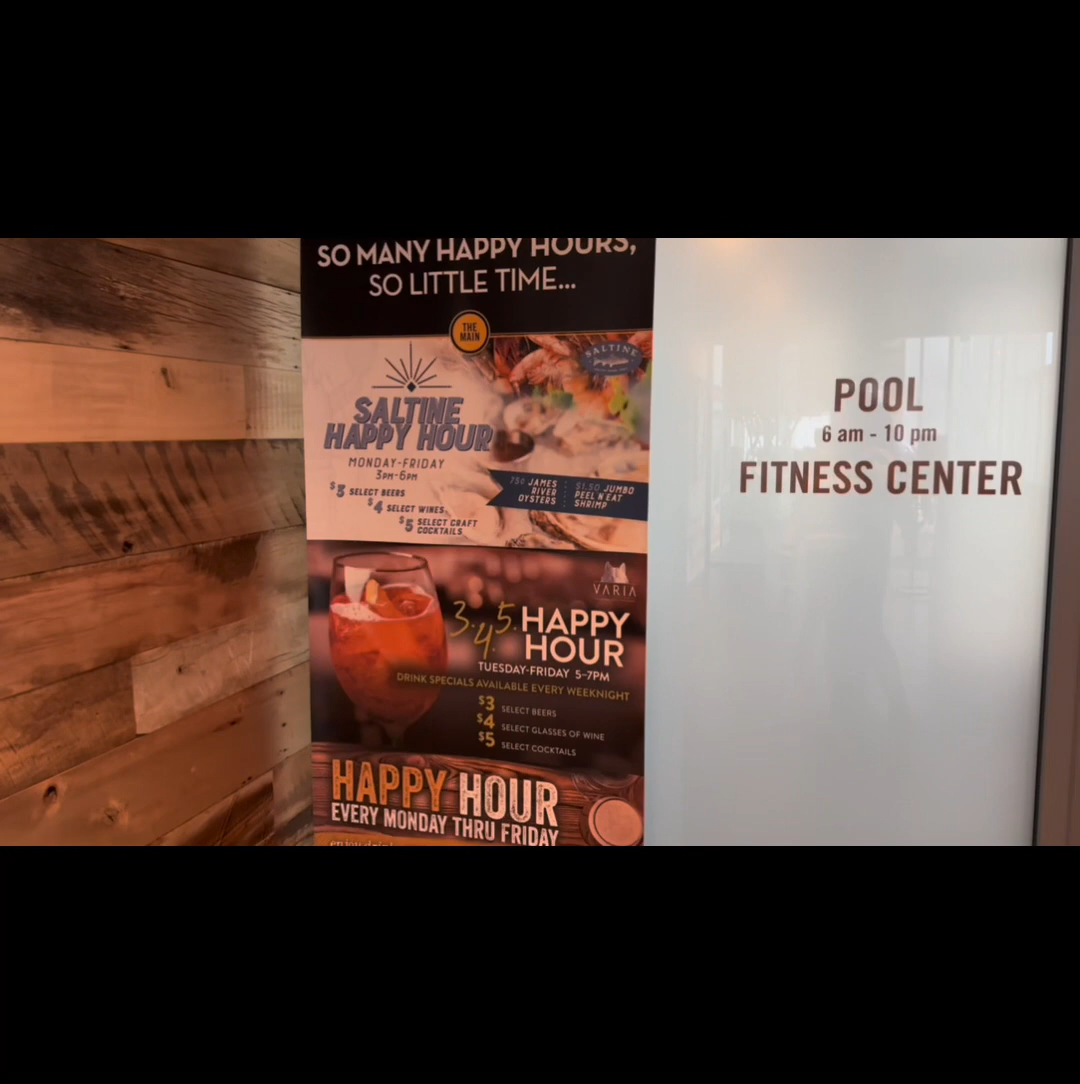 SO MANY HAPPY HOURS,
SO LITTLE TIME...
THE
MAIN
SALTINE
SALTINE
HAPPY HOUR
MONDAY-FRIDAY
3PM-6PM
$3 SELECT BEERS
$4 SELECT WINES
$5 SELECT CRAFT
COCKTAILS
75¢ JAMES
RIVER
OYSTERS
$1.50 JUMBO
PEEL N EAT
SHRIMP
VARIA
3.4.5. HAPPY
HOUR
TUESDAY-FRIDAY 5-7PM
DRINK SPECIALS AVAILABLE EVERY WEEKNIGHT
$3 SELECT BEERS
$4 SELECT GLASSES OF WINE
$5 SELECT COCKTAILS
HAPPY HOUR
EVERY MONDAY THRU FRIDAY
POOL
6 am - 10 pm
FITNESS CENTER